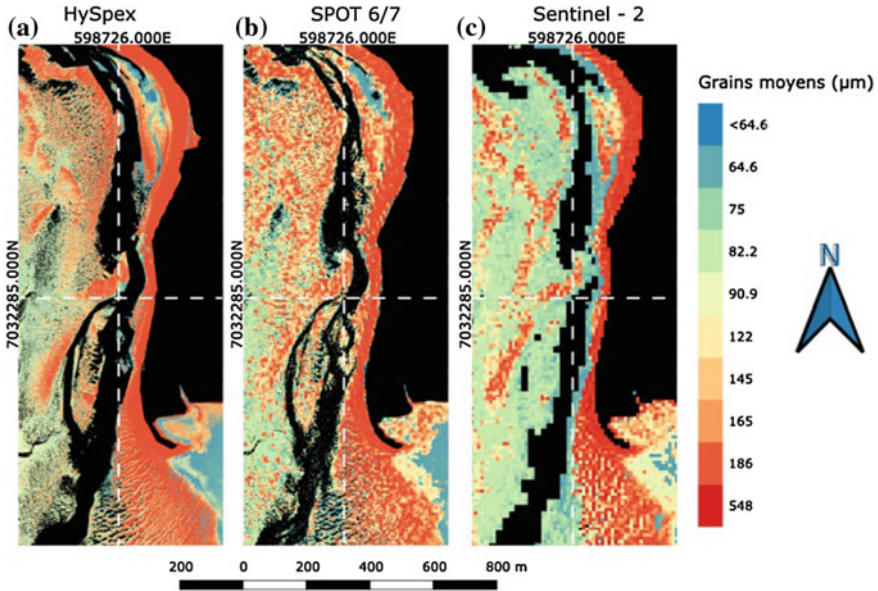 (a) HySpex
598726.000E
7032285.000N
(b) SPOT 6/7
598726.000E
7032285.000N
(c) Sentinel - 2
598726.000E
7032285.000N
Grains moyens (µm)
<64.6
64.6
75
82.2
90.9
122
145
165
186
548
N
200 0 200 400 600 800 m